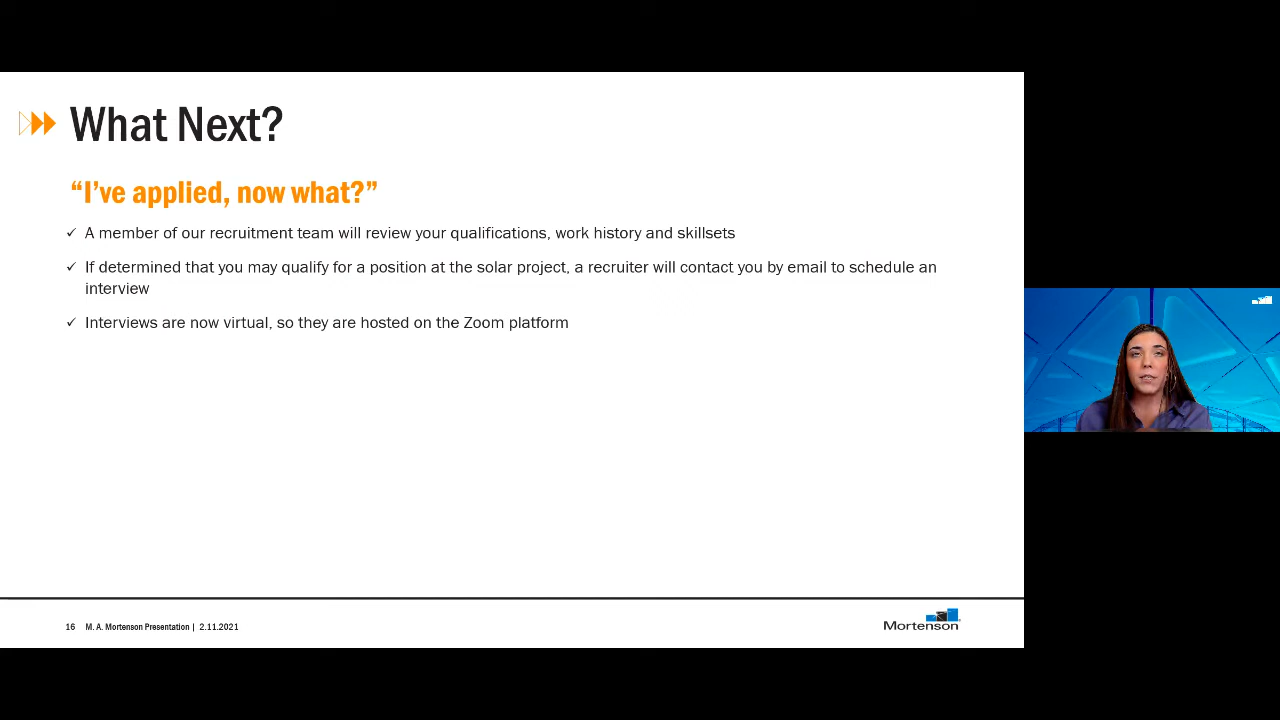 What Next?
“I’ve applied, now what?”
✓ A member of our recruitment team will review your qualifications, work history and skillsets
✓ If determined that you may qualify for a position at the solar project, a recruiter will contact you by email to schedule an
interview
✓ Interviews are now virtual, so they are hosted on the Zoom platform
16 M. A. Mortenson Presentation | 2.11.2021
Mortenson